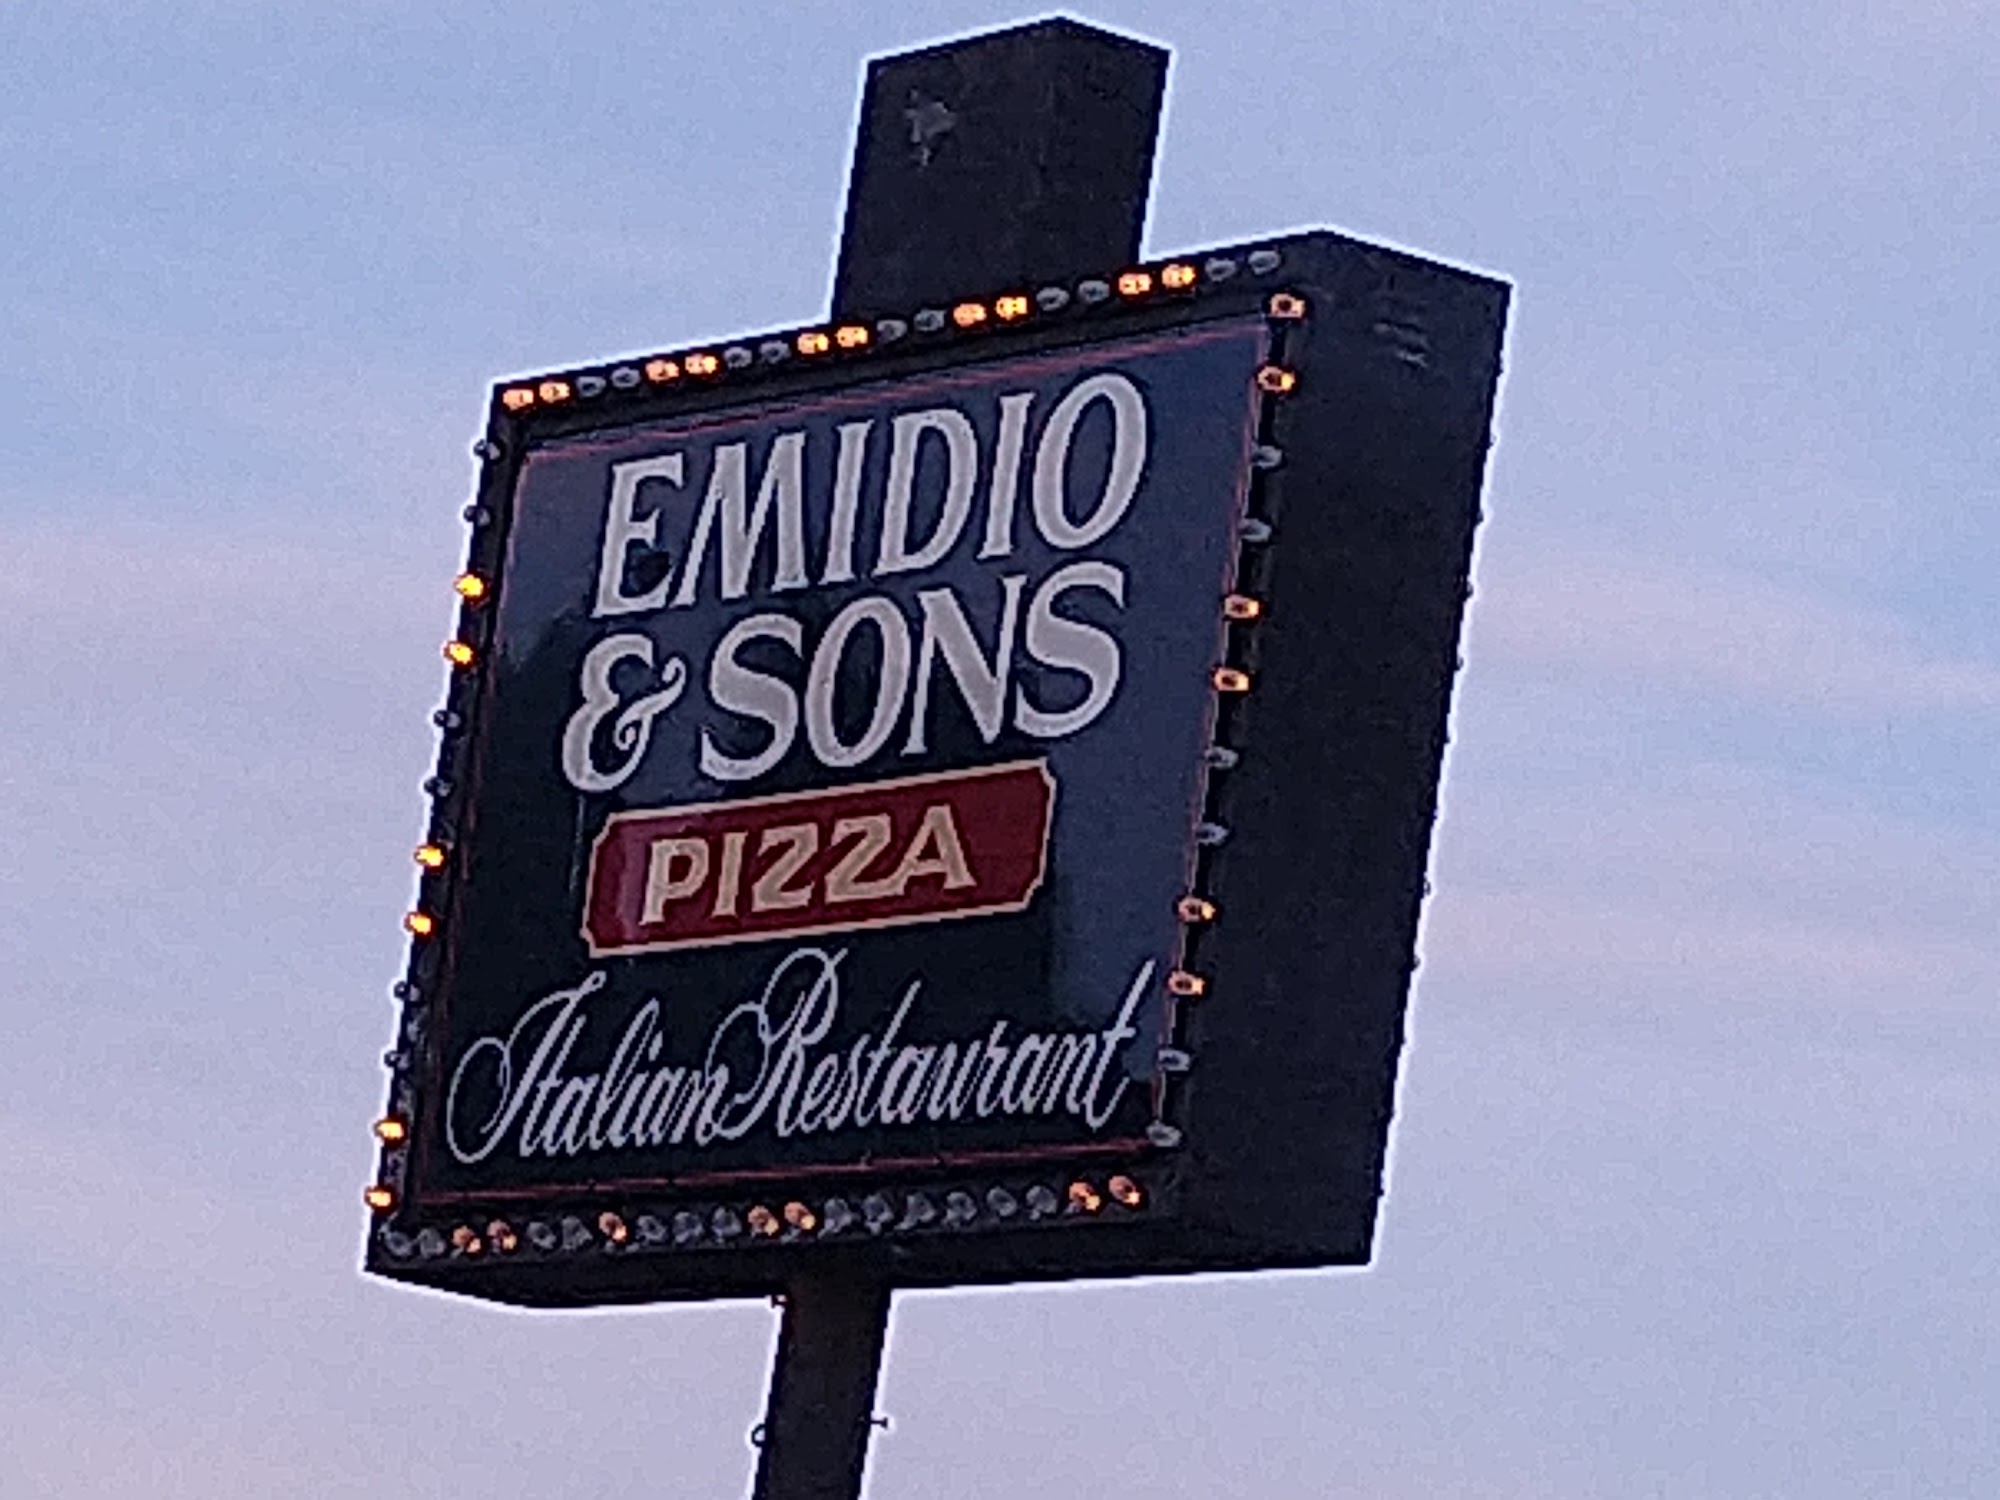 EMIDIO
& SONS
PIZZA
Italian Restaurant